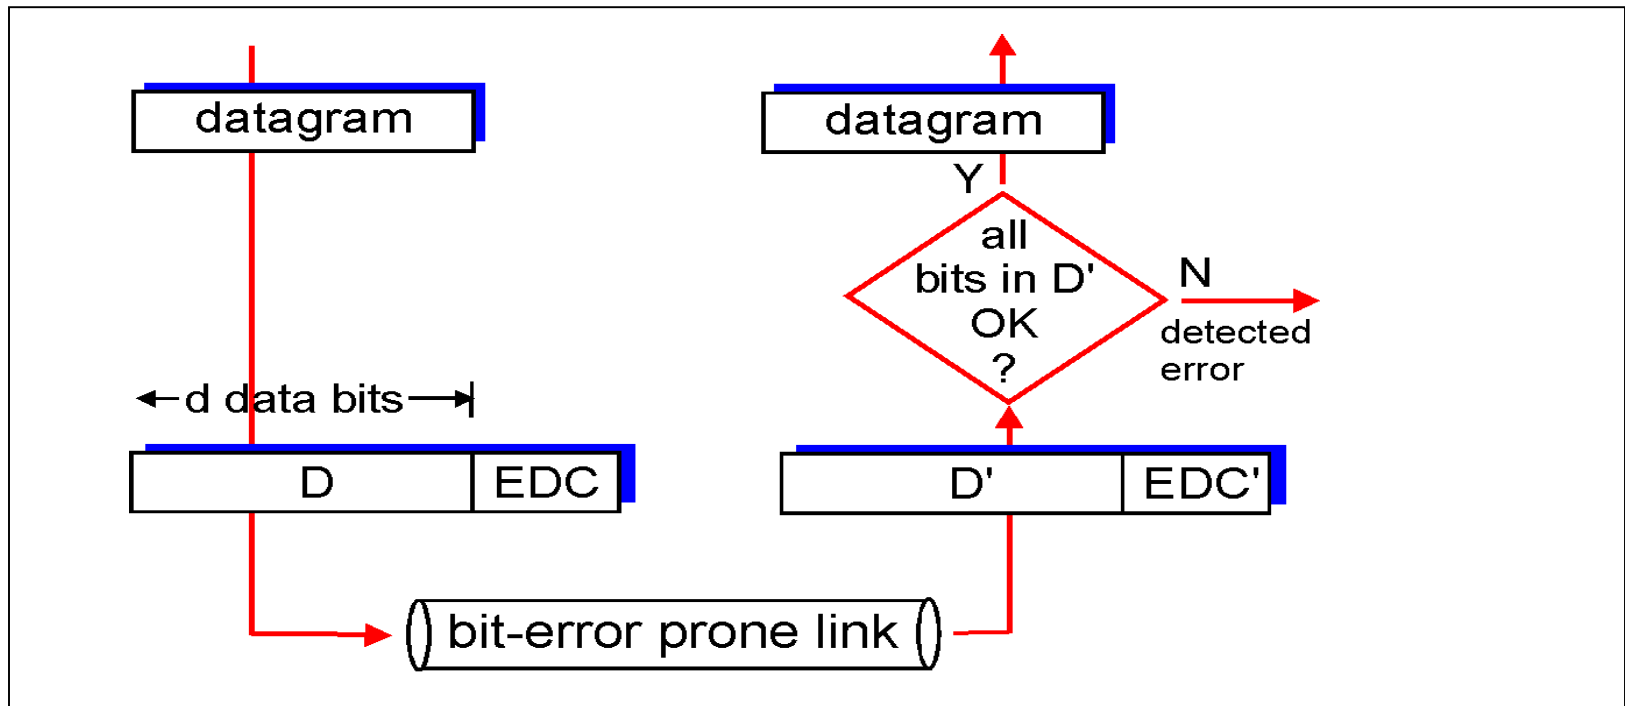 datagram
d data bits
D EDC
bit-error prone link
D' EDC'
all
bits in D'
OK
?
Y
N
detected
error
datagram